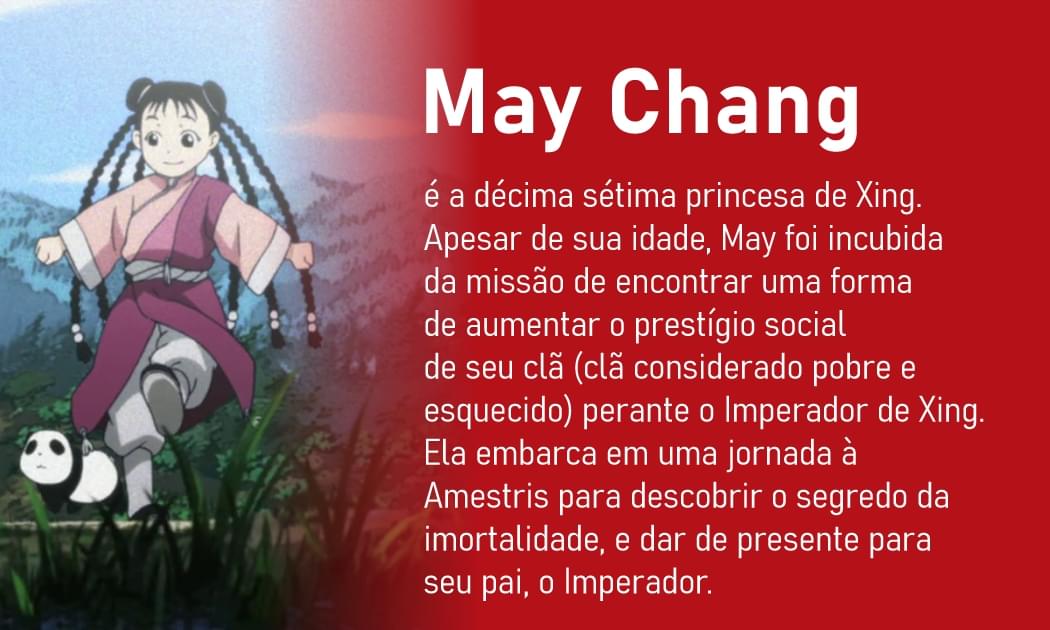 May Chang
é a décima sétima princesa de Xing.
Apesar de sua idade, May foi incubida
da missão de encontrar uma forma
de aumentar o prestígio social
de seu clã (clã considerado pobre e
esquecido) perante o Imperador de Xing.
Ela embarca em uma jornada à
Amestris para descobrir o segredo da
imortalidade, e dar de presente para
seu pai, o Imperador.